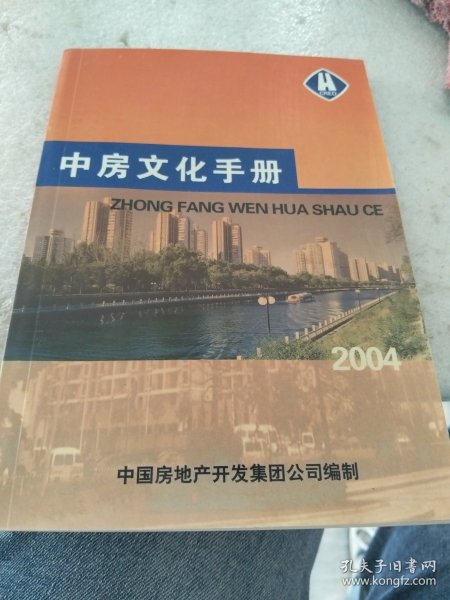 CRED
中房文化手册
ZHONG FANG WEN HUA SHAU CE
2004
中国房地产开发集团公司编制
孔夫子旧书网
www.kongfz.com